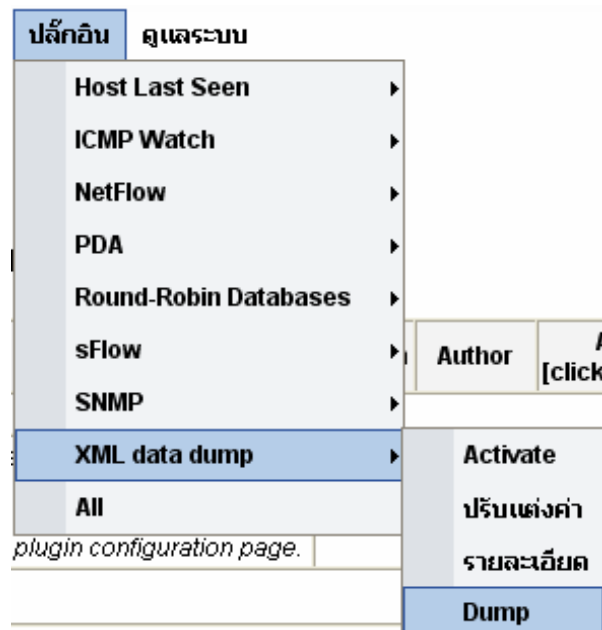 ปลั๊กอิน ดูแลระบบ
Host Last Seen
ICMP Watch
NetFlow
PDA
Round-Robin Databases
sFlow
Author
[click
SNMP
XML data dump
Activate
All
ปรับแต่งค่า
plugin configuration page.
รายละเอียด
Dump